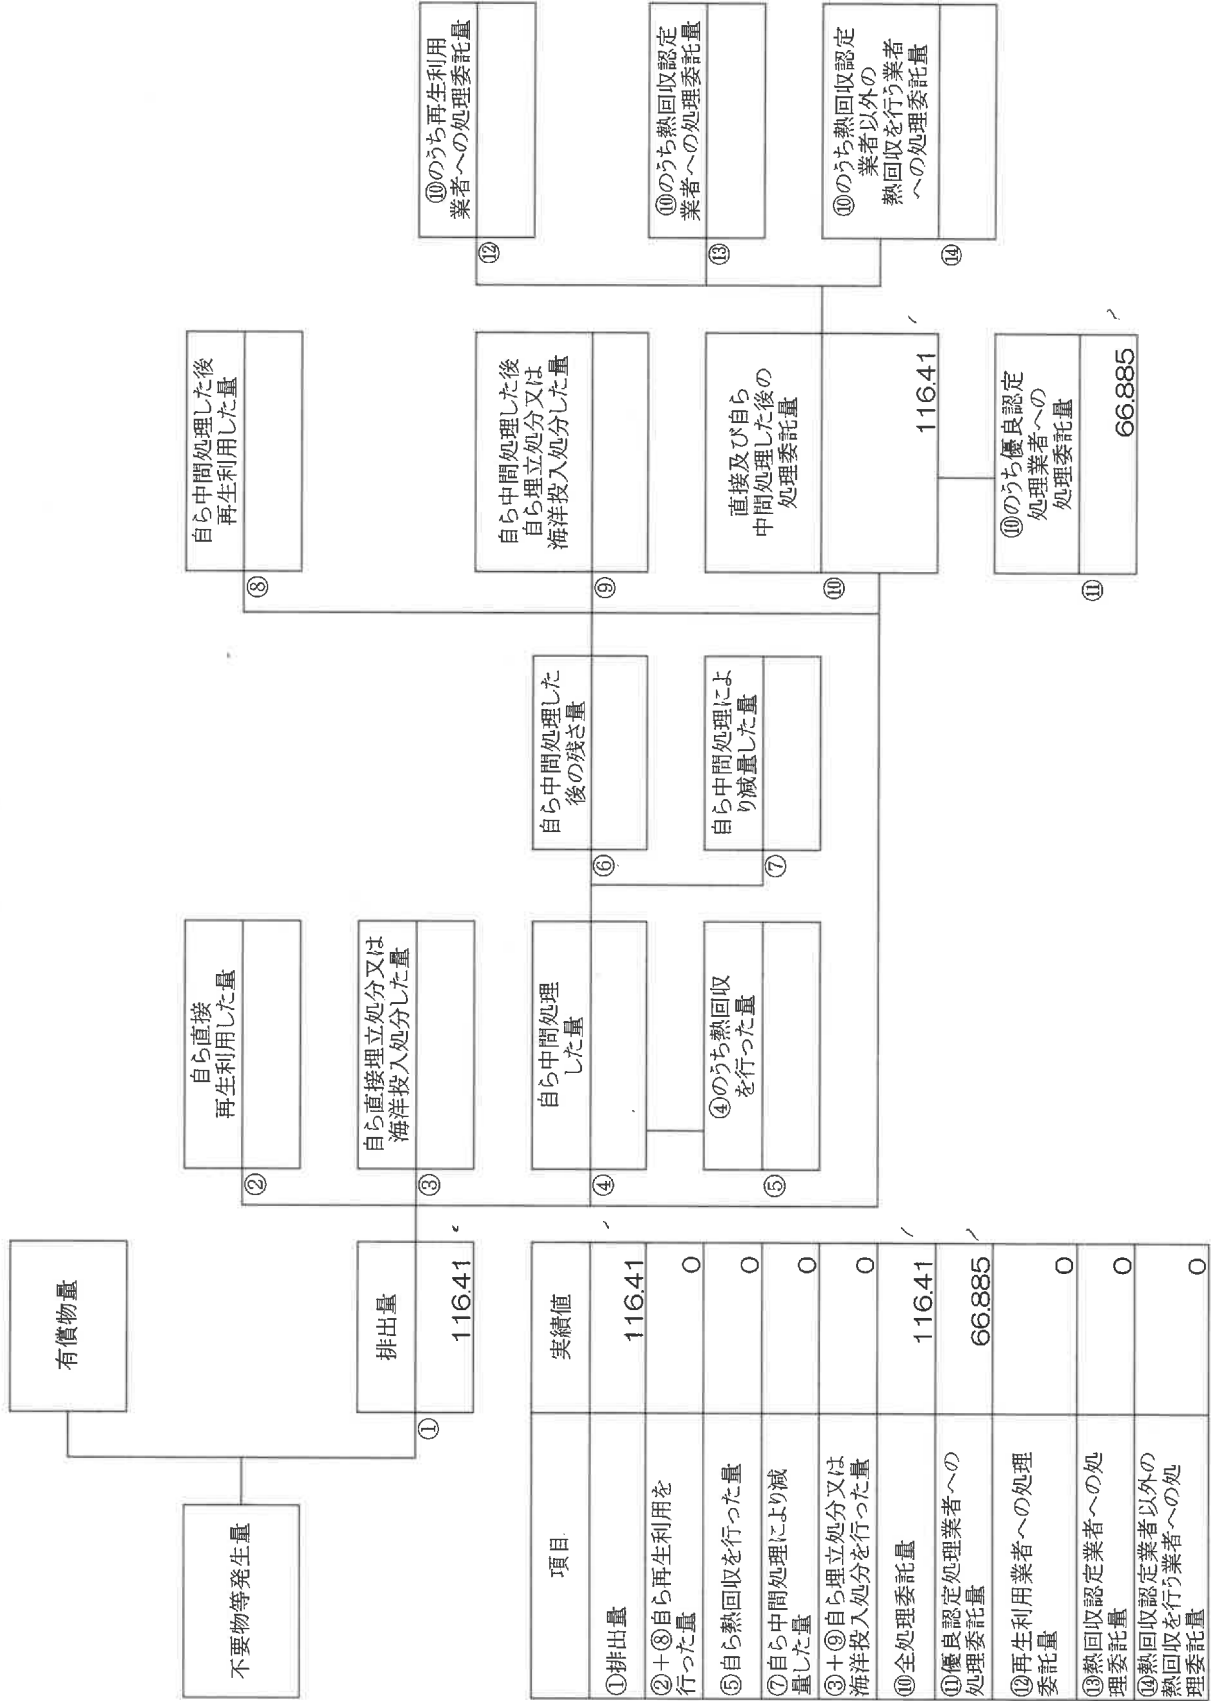 不要物等発生量
有償物量
①
排出量
116.41
②
自ら直接
再生利用した量
③
自ら直接埋立処分又は
海洋投入処分した量
④
自ら中間処理
した量
⑤
④のうち熱回収
を行った量
⑥
自ら中間処理した
後の残さ量
⑦
自ら中間処理によ
り減量した量
⑧
自ら中間処理した後
再生利用した量
⑨
自ら中間処理した後
自ら埋立処分又は
海洋投入処分した量
⑩
直接及び自ら
中間処理した後の
処理委託量
116.41
⑪
⑩のうち優良認定
処理業者への
処理委託量
66.885
⑫
⑩のうち再生利用
業者への処理委託量
⑬
⑩のうち熱回収認定
業者への処理委託量
⑭
⑩のうち熱回収認定
業者以外の
熱回収を行う業者
への処理委託量
項目
実績値
①排出量
116.41
②+⑧自ら再生利用を
行った量
0
⑤自ら熱回収を行った量
0
⑦自ら中間処理により減
量した量
0
③+⑨自ら埋立処分又は
海洋投入処分を行った量
0
⑩全処理委託量
116.41
⑪優良認定処理業者への
処理委託量
66.885
⑫再生利用業者への処理
委託量
0
⑬熱回収認定業者への処
理委託量
0
⑭熱回収認定業者以外の
熱回収を行う業者への処
理委託量
0